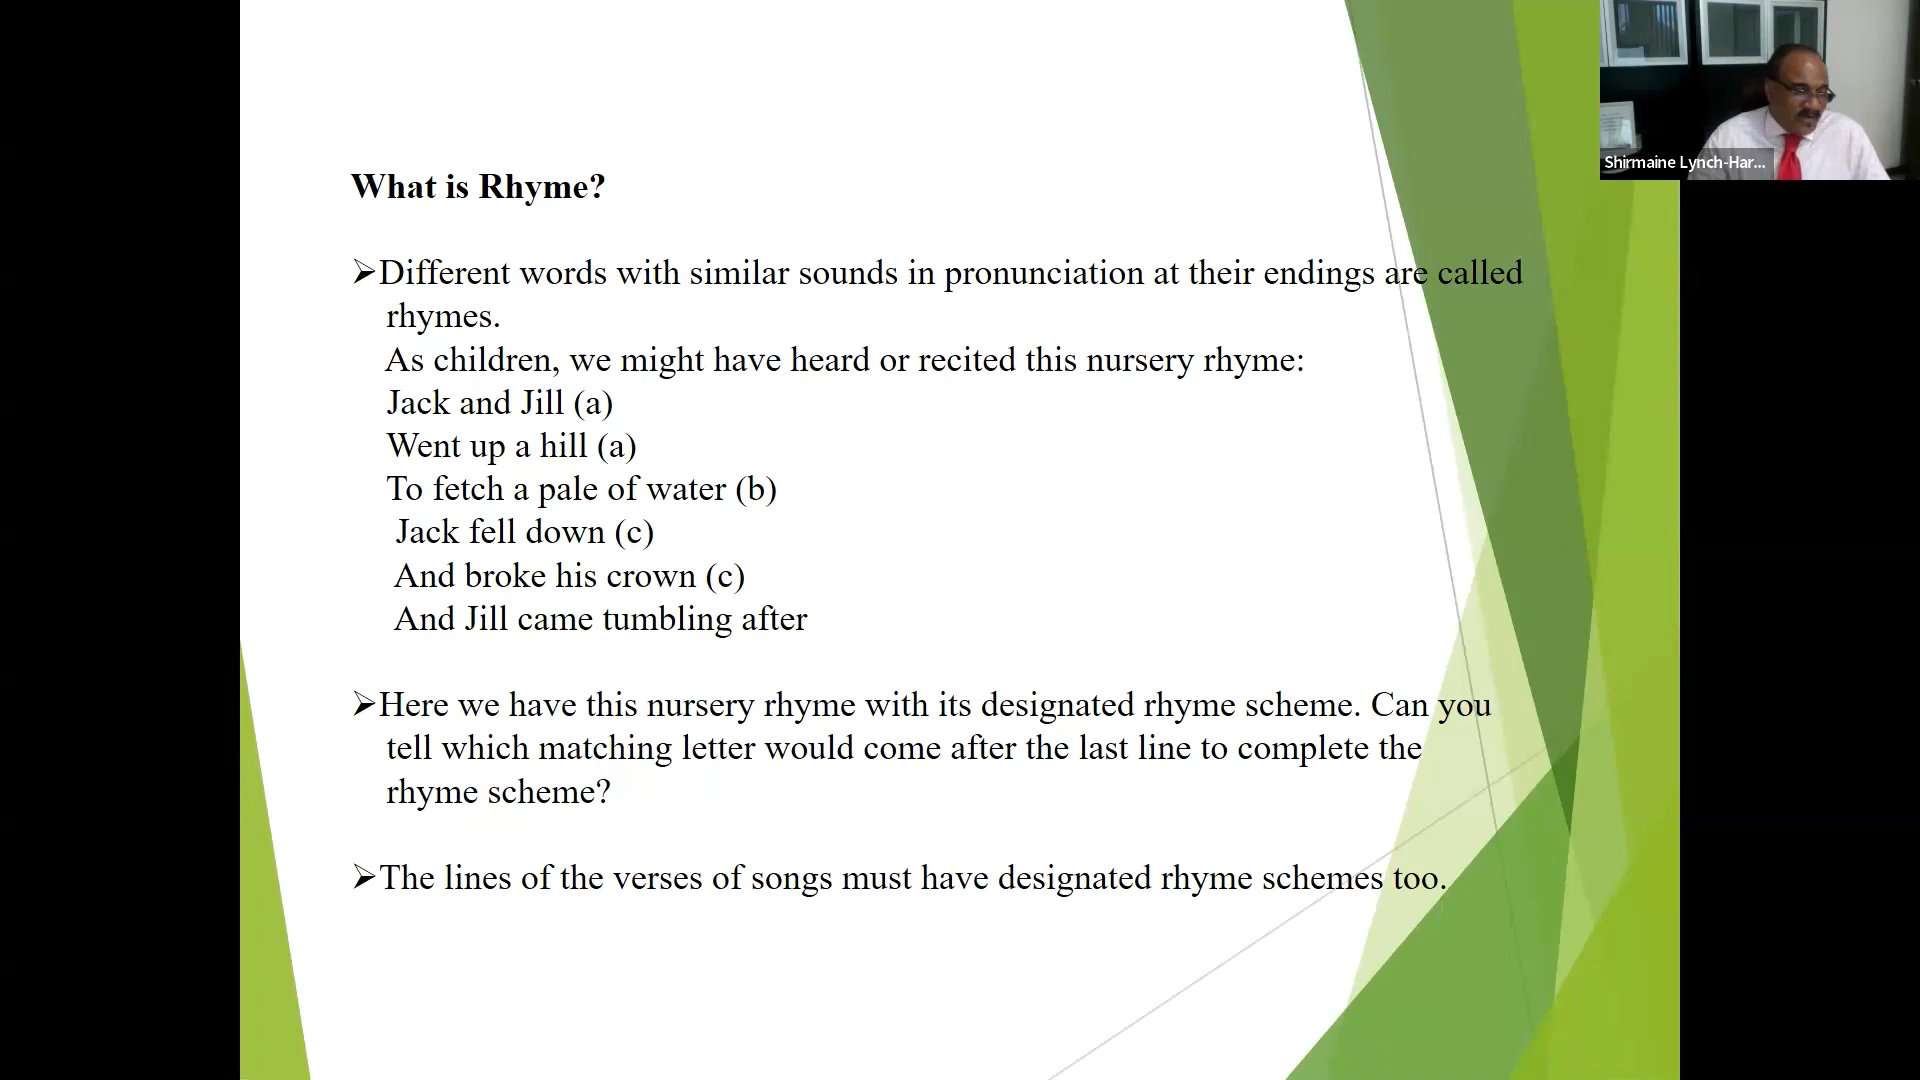 What is Rhyme?
➢Different words with similar sounds in pronunciation at their endings are called
rhymes.
As children, we might have heard or recited this nursery rhyme:
Jack and Jill (a)
Went up a hill (a)
To fetch a pale of water (b)
Jack fell down (c)
And broke his crown (c)
And Jill came tumbling after
➢Here we have this nursery rhyme with its designated rhyme scheme. Can you
tell which matching letter would come after the last line to complete the
rhyme scheme?
➢The lines of the verses of songs must have designated rhyme schemes too.
Shirmaine Lynch-Har...